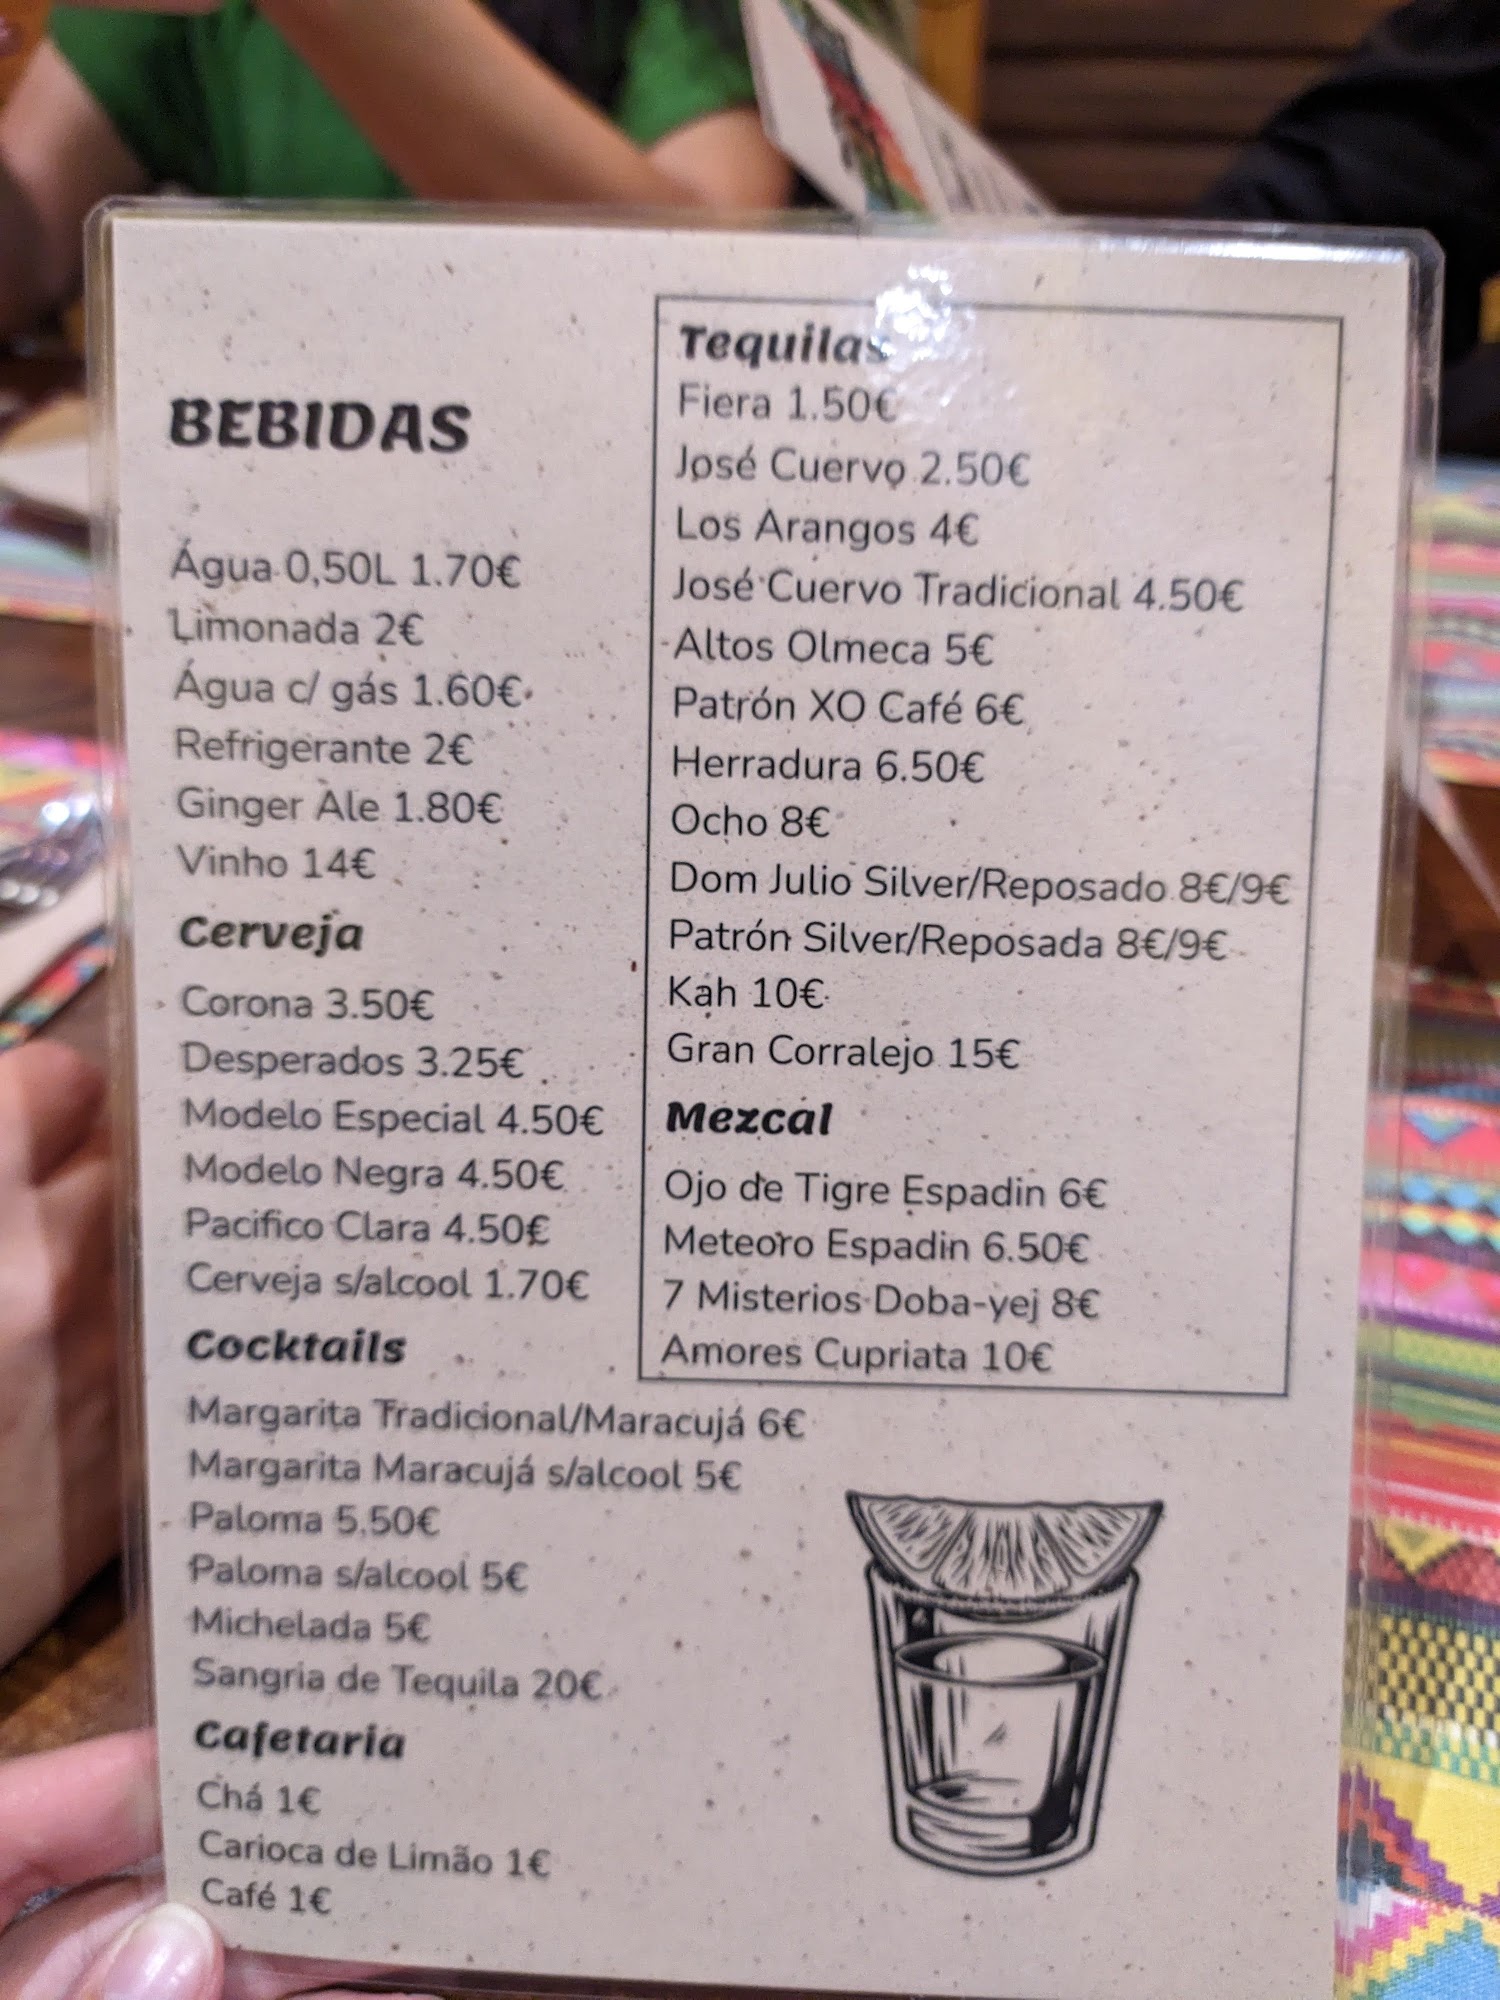 BEBIDAS
Água 0,50L 1.70€
Limonada 2€
Água c/ gás 1.60€
Refrigerante 2€
Ginger Ale 1.80€
Vinho 14€
Cerveja
Corona 3.50€
Desperados 3.25€
Modelo Especial 4.50€
Modelo Negra 4.50€
Pacifico Clara 4.50€
Cerveja s/alcool 1.70€
Cocktails
Margarita Tradicional/Maracujá 6€
Margarita Maracujá s/alcool 5€
Paloma 5.50€
Paloma s/alcool 5€
Michelada 5€
Sangria de Tequila 20€
Cafetaria
Chá 1€
Carioca de Limão 1€
Café 1€
Tequilas
Fiera 1.50€
José Cuervo 2.50€
Los Arangos 4€
José Cuervo Tradicional 4.50€
Altos Olmeca 5€
Patrón XO Café 6€
Herradura 6.50€
Ocho 8€
Dom Julio Silver/Reposado 8€/9€
Patrón Silver/Reposada 8€/9€
Kah 10€
Gran Corralejo 15€
Mezcal
Ojo de Tigre Espadin 6€
Meteoro Espadin 6.50€
7 Misterios Doba-yej 8€
Amores Cupriata 10€